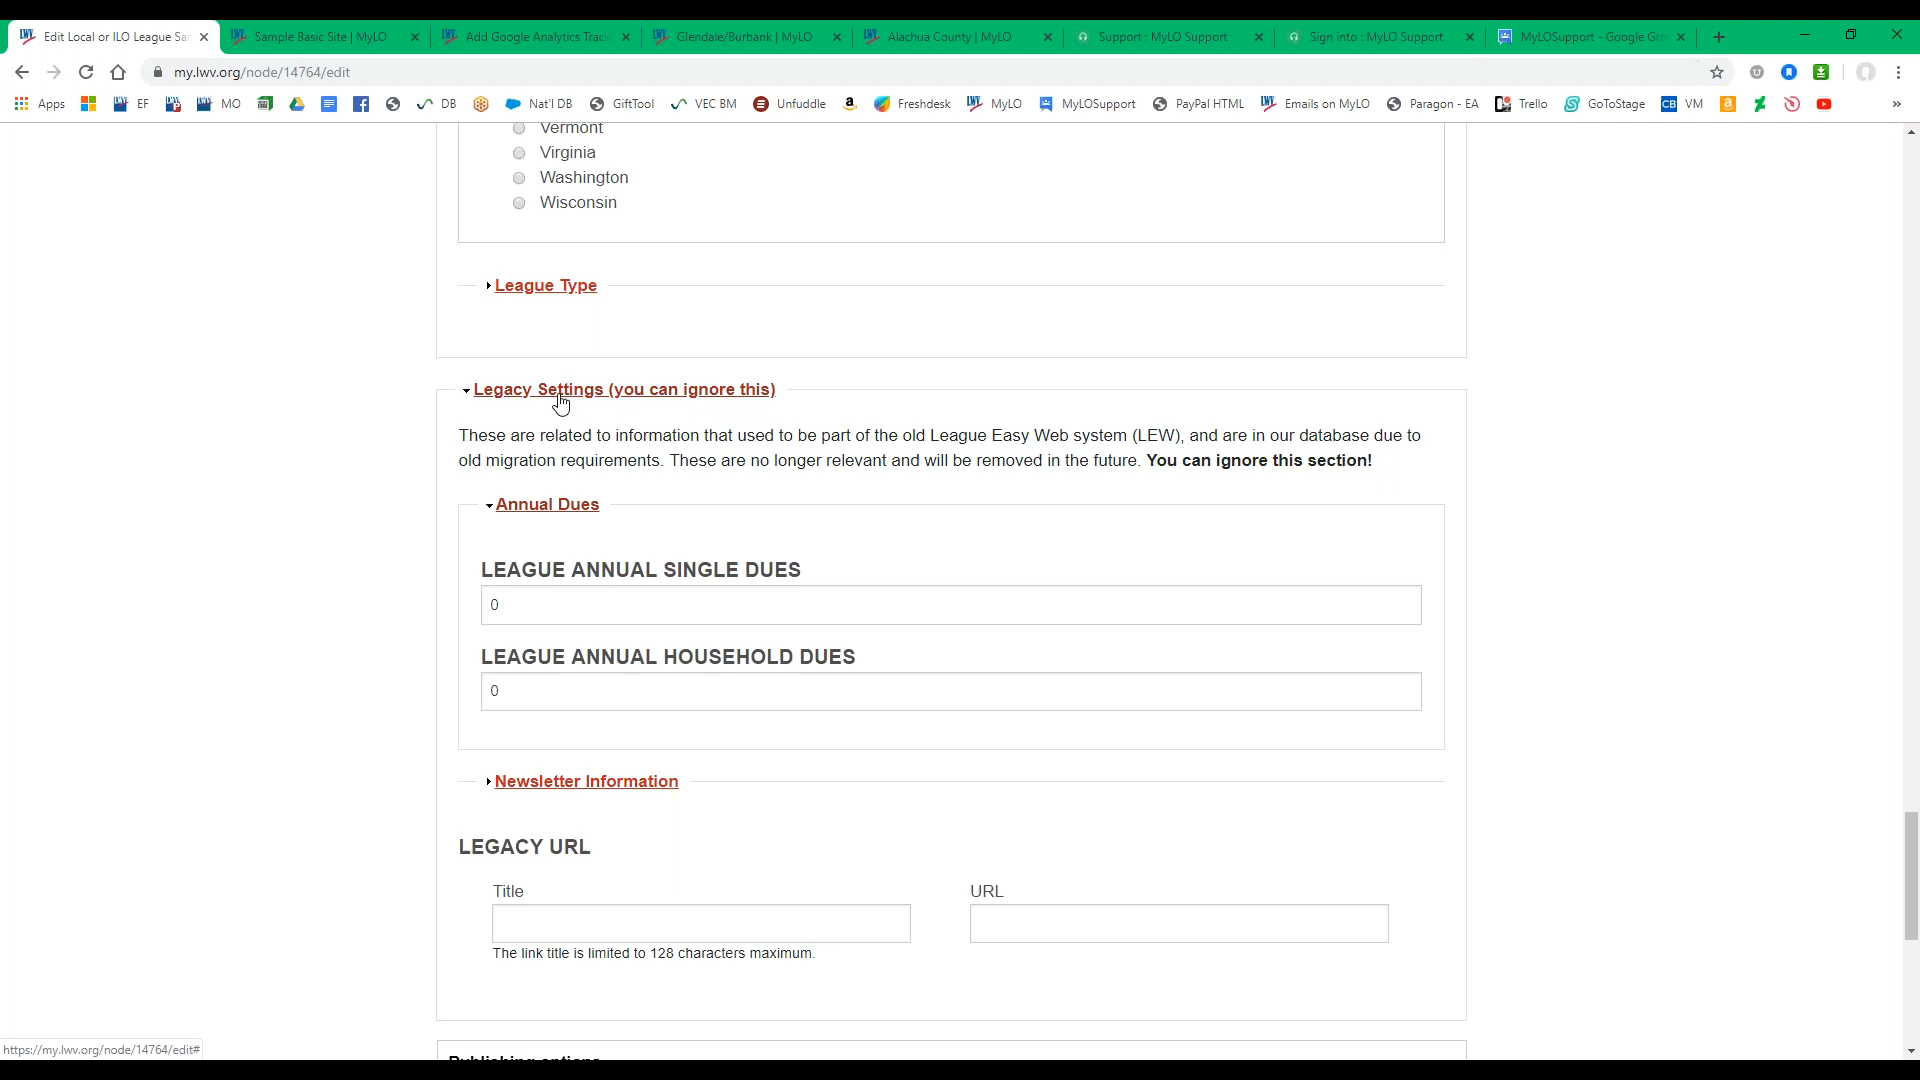 Edit Local or ILO League Sa
Sample Basic Site | MyLO
Add Google Analytics Track
Glendale/Burbank | MyLO
Alachua County | MyLO
Support : MyLO Support
Sign into : MyLO Support
MyLOSupport - Google Gro
my.lwv.org/node/14764/edit
Apps
EF
MO
DB
Nat'l DB
GiftTool
VEC BM
Unfuddle
Freshdesk
MyLO
MyLOSupport
PayPal HTML
Emails on MyLO
Paragon - EA
Trello
GoToStage
VM
Vermont
Virginia
Washington
Wisconsin
League Type
Legacy Settings (you can ignore this)
These are related to information that used to be part of the old League Easy Web system (LEW), and are in our database due to
old migration requirements. These are no longer relevant and will be removed in the future. You can ignore this section!
Annual Dues
LEAGUE ANNUAL SINGLE DUES
0
LEAGUE ANNUAL HOUSEHOLD DUES
0
Newsletter Information
LEGACY URL
Title
URL
The link title is limited to 128 characters maximum.
https://my.lwv.org/node/14764/edit#
Publishing options